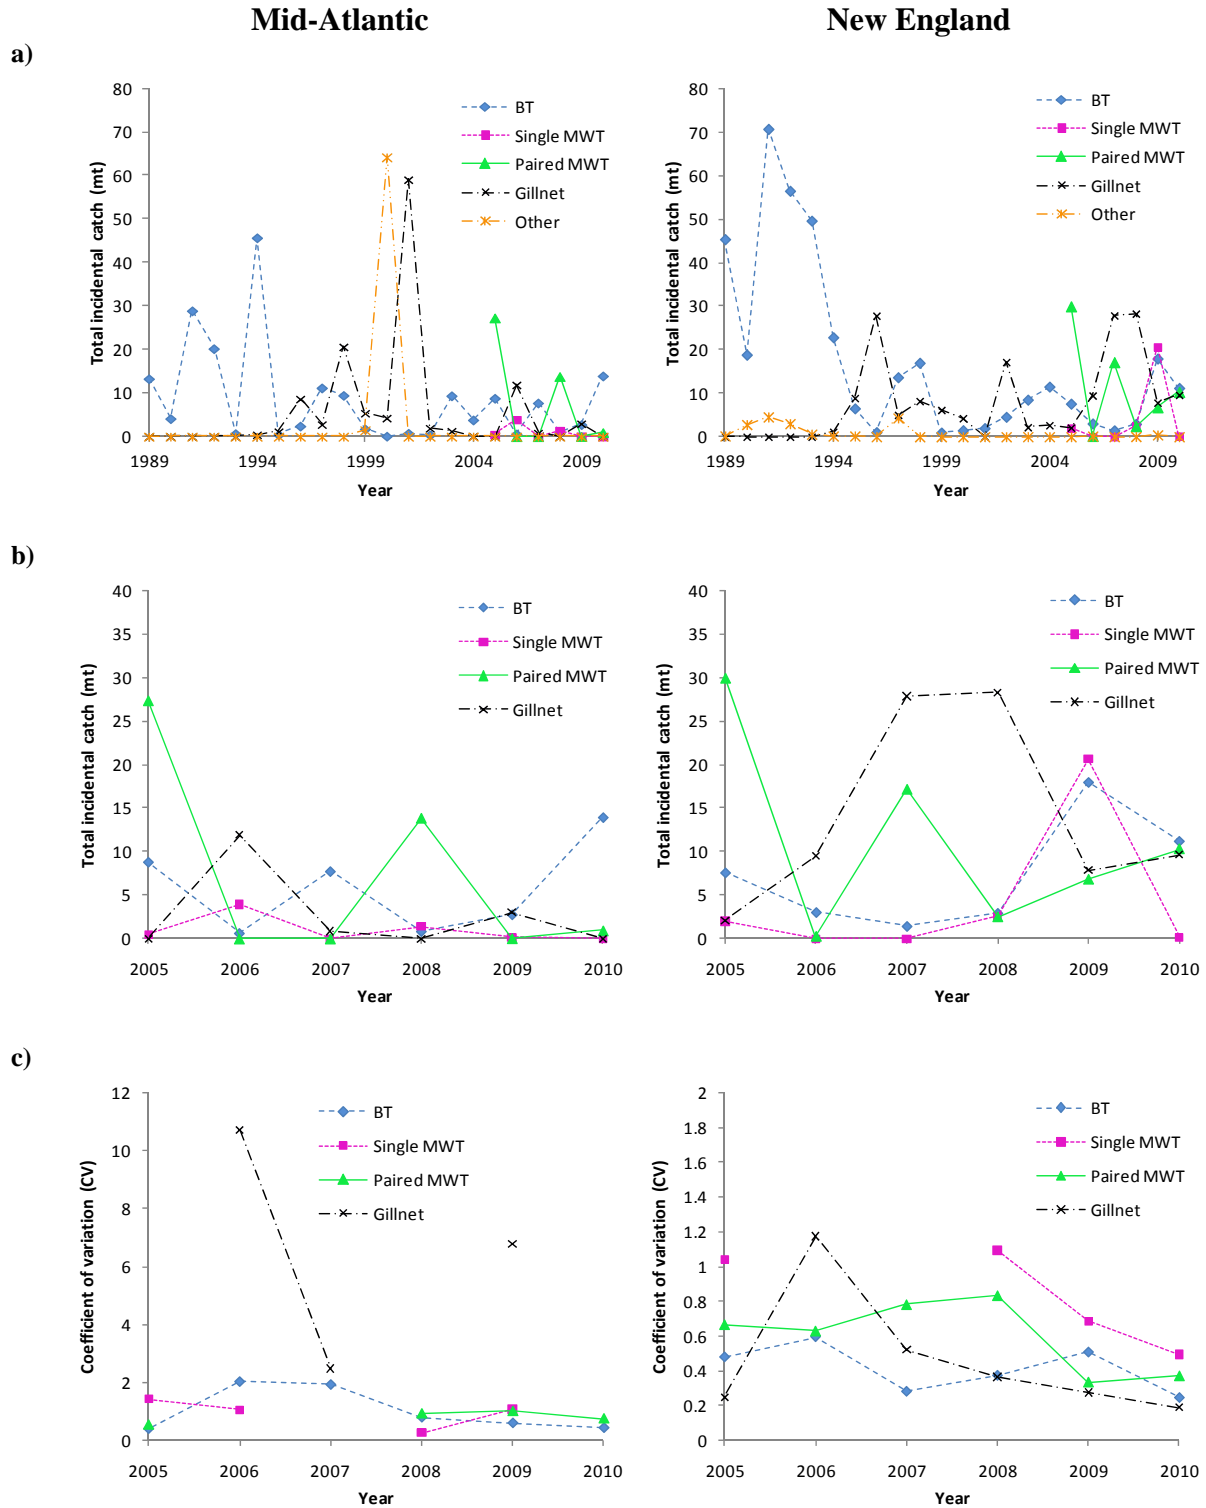 Mid-Atlantic
New England
a)
Total incidental catch (mt)
80
70
60
50
40
30
20
10
0
1989
1994
1999
2004
2009
Year
BT
Single MWT
Paired MWT
Gillnet
Other
Total incidental catch (mt)
80
70
60
50
40
30
20
10
0
1989
1994
1999
2004
2009
Year
BT
Single MWT
Paired MWT
Gillnet
Other
b)
Total incidental catch (mt)
40
35
30
25
20
15
10
5
0
2005
2006
2007
2008
2009
2010
Year
BT
Single MWT
Paired MWT
Gillnet
Total incidental catch (mt)
40
35
30
25
20
15
10
5
0
2005
2006
2007
2008
2009
2010
Year
BT
Single MWT
Paired MWT
Gillnet
c)
Coefficient of variation (CV)
12
10
8
6
4
2
0
2005
2006
2007
2008
2009
2010
Year
BT
Single MWT
Paired MWT
Gillnet
Coefficient of variation (CV)
2
1.8
1.6
1.4
1.2
1
0.8
0.6
0.4
0.2
0
2005
2006
2007
2008
2009
2010
Year
BT
Single MWT
Paired MWT
Gillnet